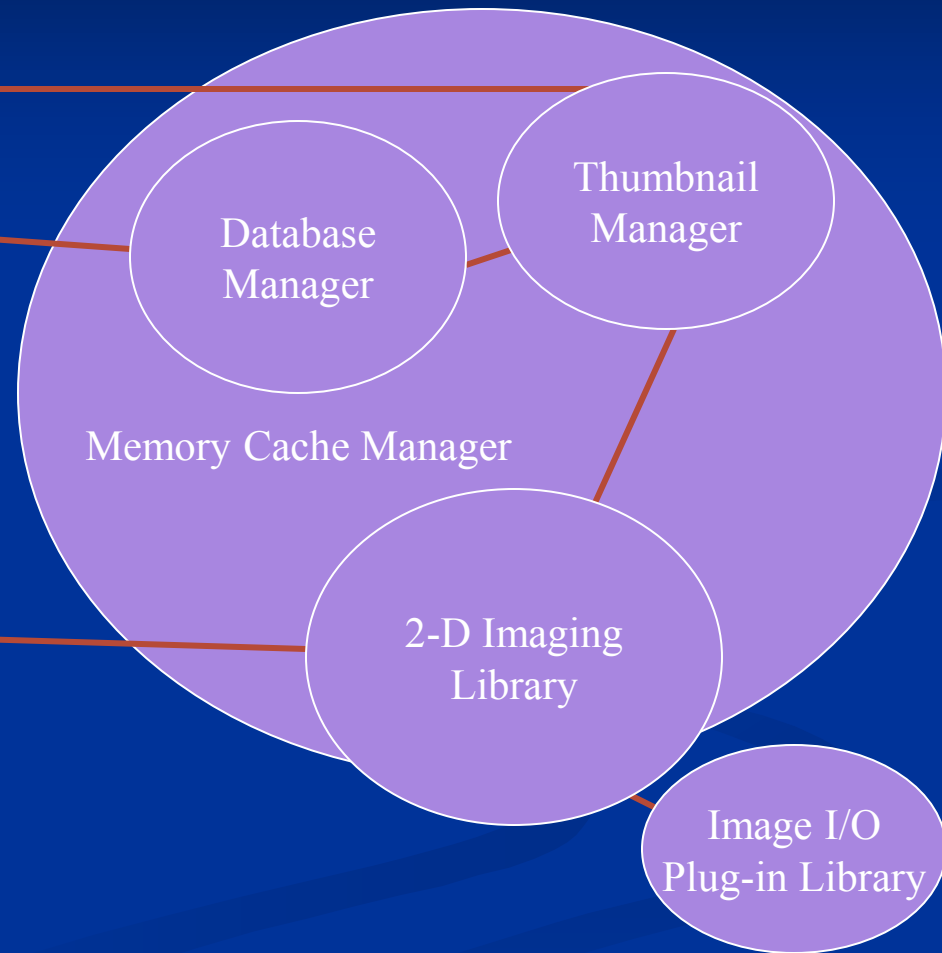 Thumbnail
Manager
Database
Manager
Memory Cache Manager
2-D Imaging
Library
Image I/O
Plug-in Library